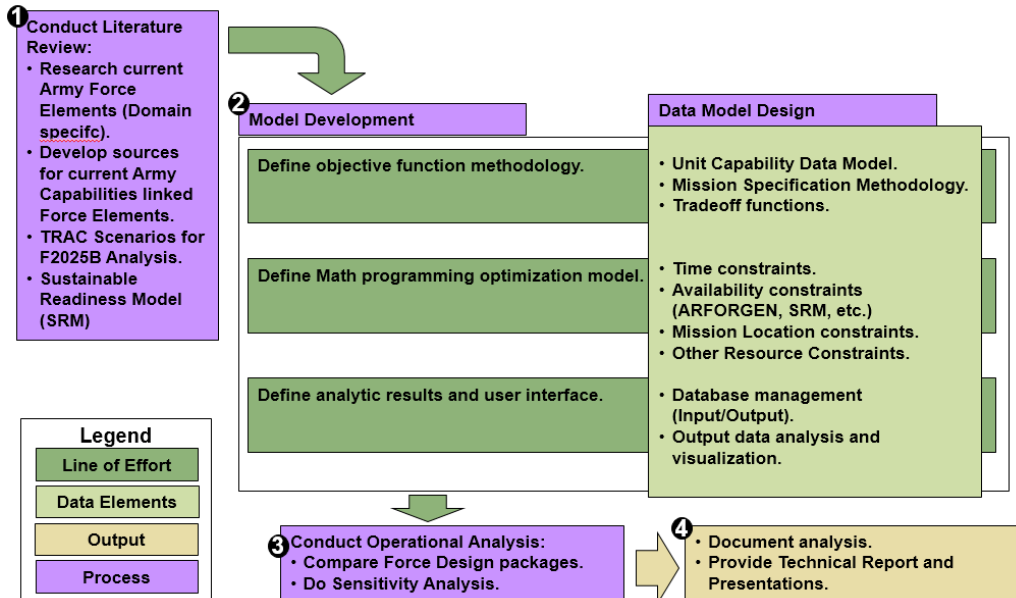 1
Conduct Literature
Review:
• Research current
Army Force
Elements (Domain
specifc).
• Develop sources
for current Army
Capabilities linked
Force Elements.
• TRAC Scenarios for
F2025B Analysis.
• Sustainable
Readiness Model
(SRM)
2
Model Development
Data Model Design
Define objective function methodology.
• Unit Capability Data Model.
• Mission Specification Methodology.
• Tradeoff functions.
Define Math programming optimization model.
• Time constraints.
• Availability constraints
(ARFORGEN, SRM, etc.)
• Mission Location constraints.
• Other Resource Constraints.
Define analytic results and user interface.
• Database management
(Input/Output).
• Output data analysis and
visualization.
Legend
Line of Effort
Data Elements
Output
Process
3
Conduct Operational Analysis:
• Compare Force Design packages.
• Do Sensitivity Analysis.
4
• Document analysis.
• Provide Technical Report and
Presentations.